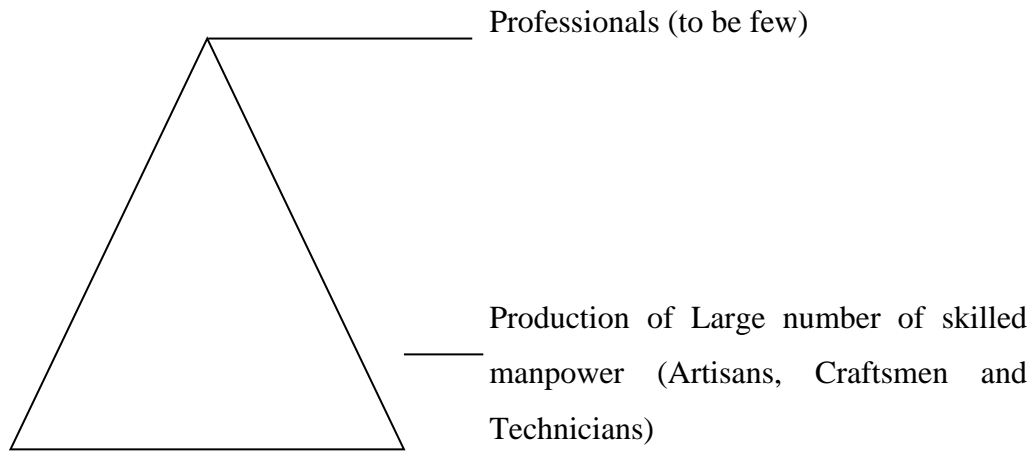 Professionals (to be few)
Production of Large number of skilled
manpower (Artisans, Craftsmen and
Technicians)